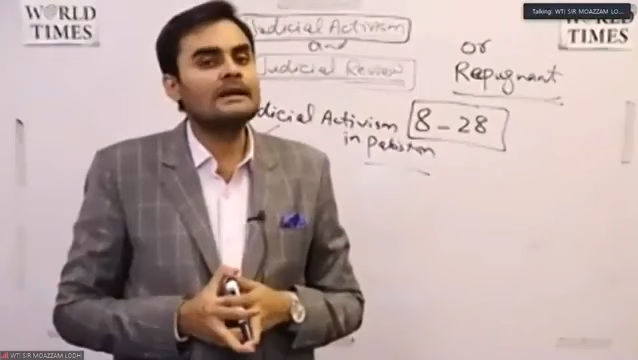 WORLD
TIMES
Talking: WTI SIR MOAZZAM LO...
WORLD
TIMES
Judicial Activism
and
Judicial Review
or
Repugnant
dicial Activism
in Pakistan
8-28
WTI SIR MOAZZAM LODHI